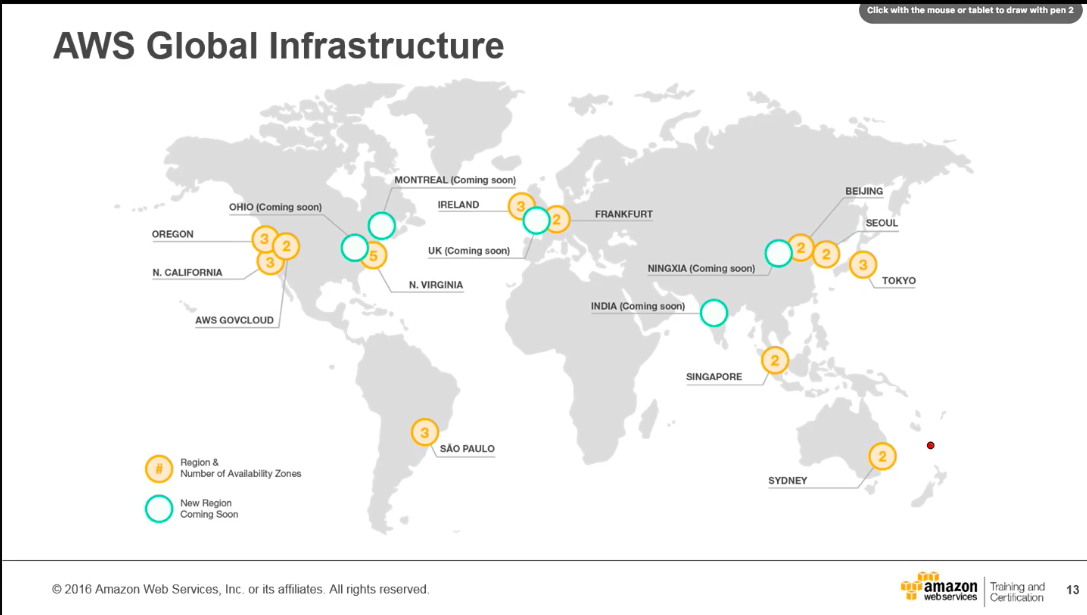 Click with the mouse or tablet to draw with pen 2
AWS Global Infrastructure
MONTREAL (Coming soon)
OHIO (Coming soon)
IRELAND
3
2
FRANKFURT
BEIJING
SEOUL
OREGON
3
2
3
5
UK (Coming soon)
2
2
3
N. CALIFORNIA
N. VIRGINIA
NINGXIA (Coming soon)
TOKYO
AWS GOVCLOUD
INDIA (Coming soon)
2
SINGAPORE
3
SÃO PAULO
2
SYDNEY
# Region &
Number of Availability Zones
New Region
Coming Soon
© 2016 Amazon Web Services, Inc. or its affiliates. All rights reserved.
amazon
web services
Training and
Certification
13